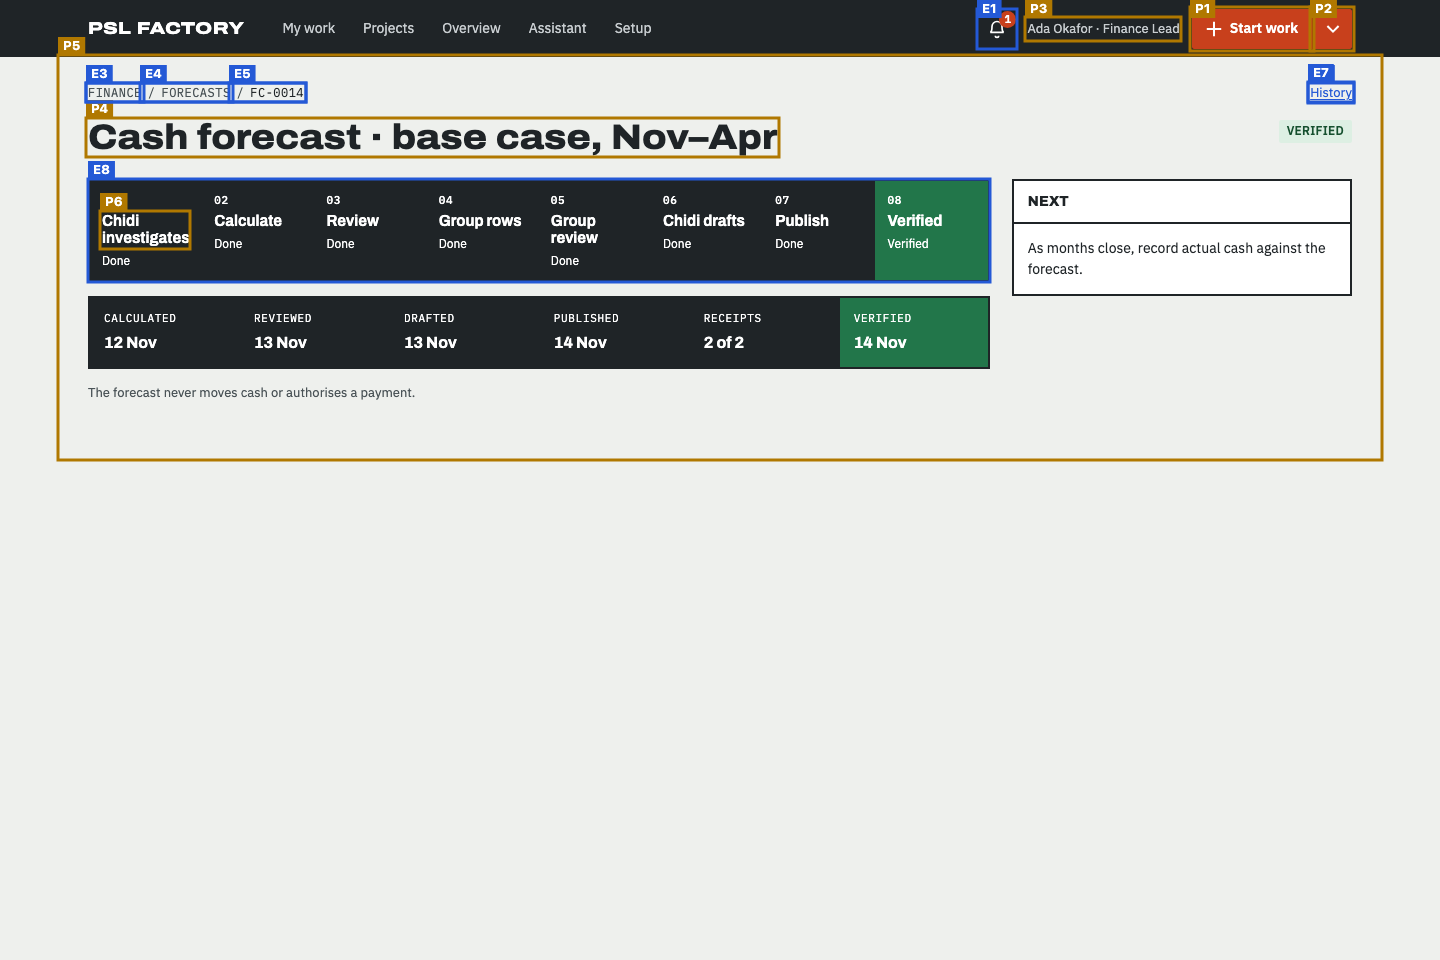 PSL FACTORY My work Projects Overview Assistant Setup E1 1 P3 Ada Okafor · Finance Lead P1 Start work P2
P5
E3 E4 E5 E7
FINANCE / FORECASTS / FC-0014 History
P4
Cash forecast · base case, Nov–Apr VERIFIED
E8
P6 02 03 04 05 06 07 08 NEXT
Chidi investigates Calculate Review Group rows Group review Chidi drafts Publish Verified
Done Done Done Done Done Done Done Verified
As months close, record actual cash against the
forecast.
CALCULATED REVIEWED DRAFTED PUBLISHED RECEIPTS VERIFIED
12 Nov 13 Nov 13 Nov 14 Nov 2 of 2 14 Nov
The forecast never moves cash or authorises a payment.